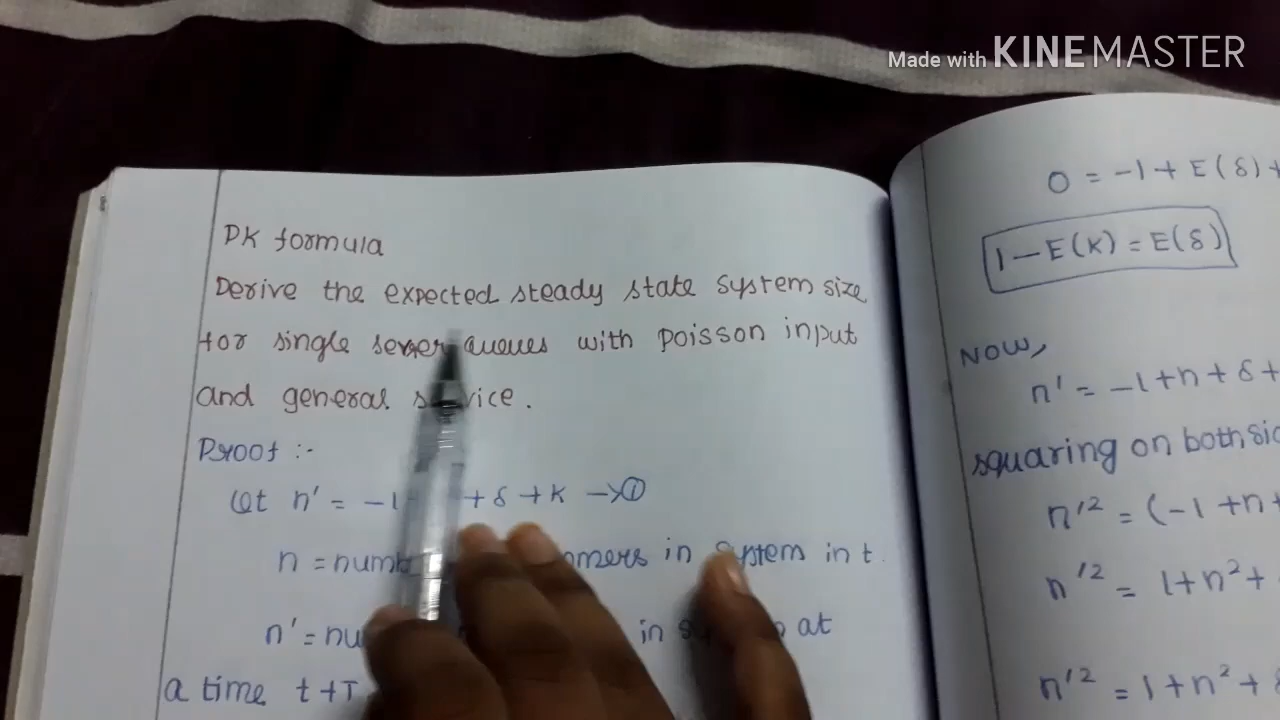 Made with KINEMASTER
PK formula
Derive the expected steady state system size
for single server queues with poisson input
and general service.
Proof :-
Let n' = -1 + δ + K → ①
n = in system in t.
n' = in at
a time t+T
0 = -1 + E(δ) +
1 - E(K) = E(δ)
Now,
n' = -1 + n + δ +
squaring on both
n'² = (-1 + n +
n'² = 1 + n² +
n'² = 1 + n² +